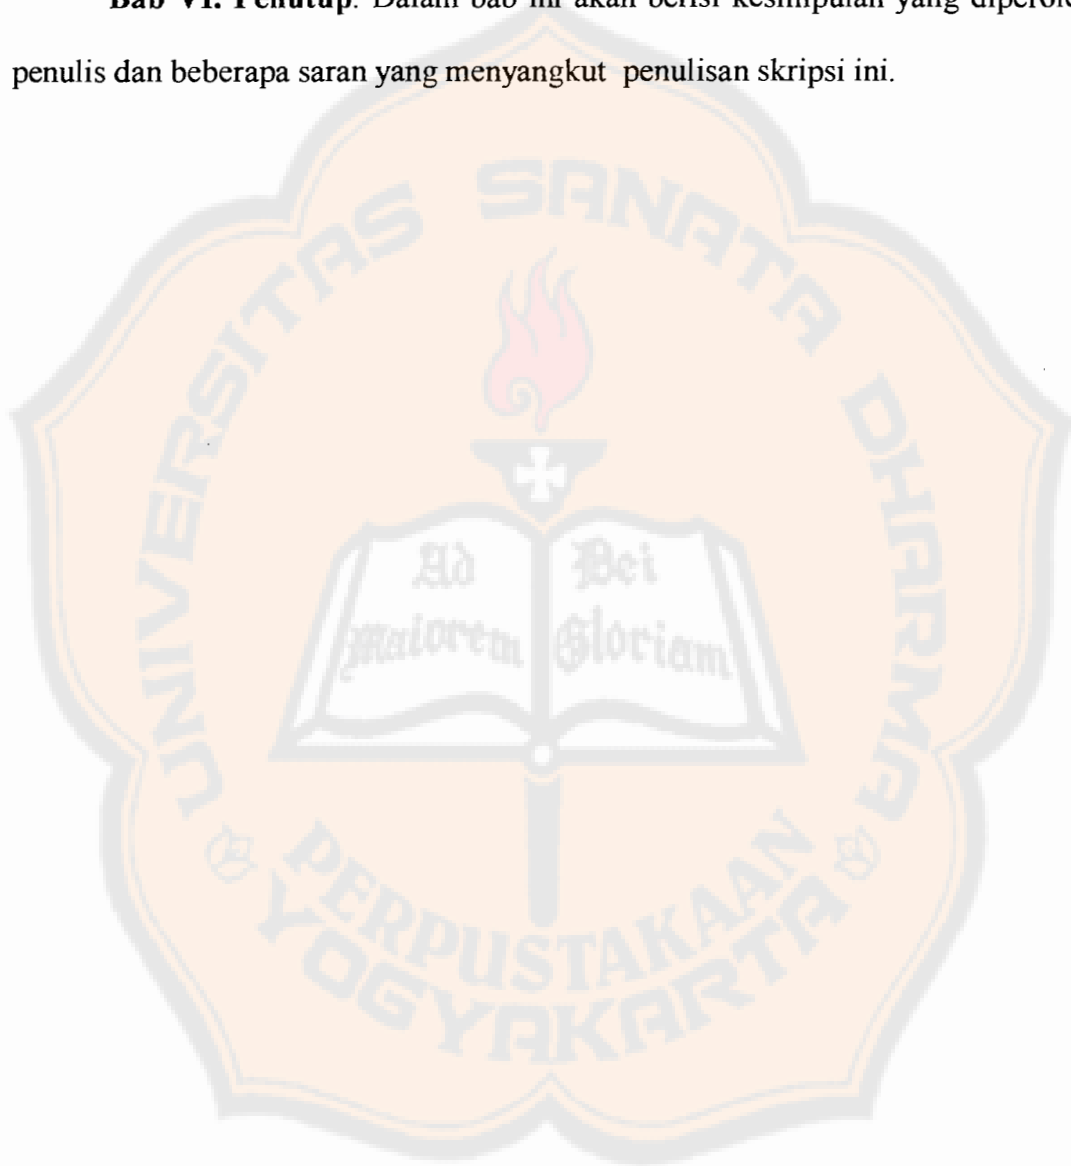 Bab VI. Penutup. Dalam bab ini akan berisi kesimpulan yang
penulis dan beberapa saran yang menyangkut penulisan skripsi ini.
UNIVERSITAS SANATA DHARMA
Ad Dei
Maiorem Gloriam
PERPUSTAKAAN
YOGYAKARTA